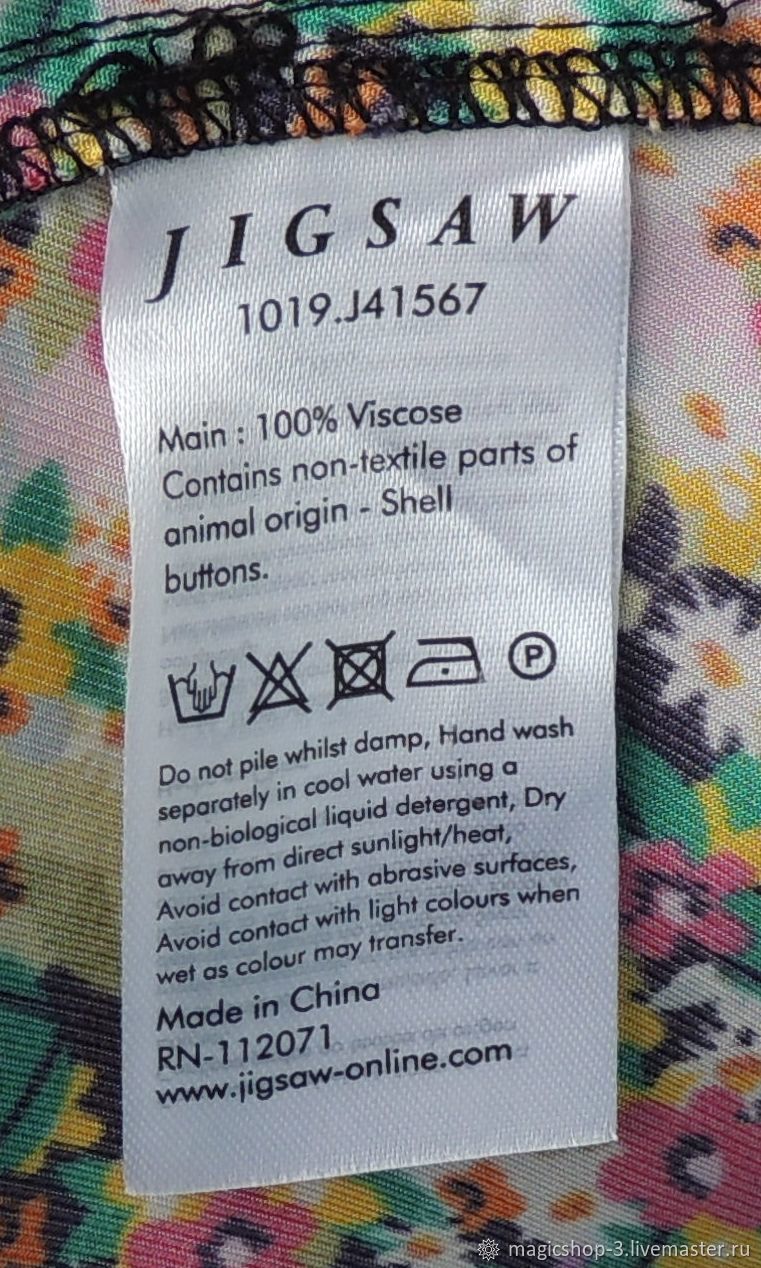 JIGSAW
1019.J41567
Main : 100% Viscose
Contains non-textile parts of
animal origin - Shell
buttons.
P
Do not pile whilst damp, Hand wash
separately in cool water using a
non-biological liquid detergent, Dry
away from direct sunlight/heat,
Avoid contact with abrasive surfaces,
Avoid contact with light colours when
wet as colour may transfer.
Made in China
RN-112071
www.jigsaw-online.com
magicshop-3.livemaster.ru